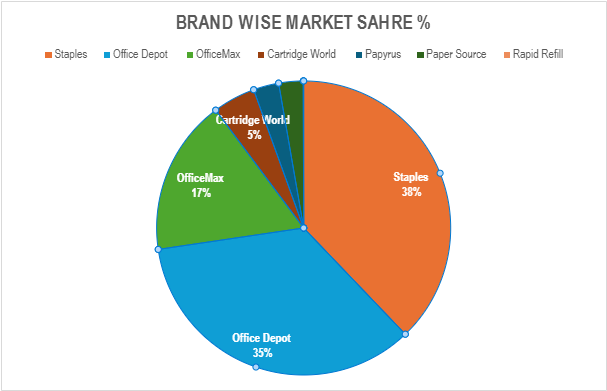 BRAND WISE MARKET SAHRE %
Staples Office Depot OfficeMax Cartridge World Papyrus Paper Source Rapid Refill
Cartridge World
5%
Staples
38%
OfficeMax
17%
Office Depot
35%